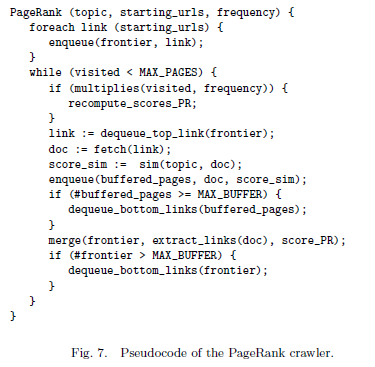 PageRank (topic, starting_urls, frequency) {
foreach link (starting_urls) {
enqueue(frontier, link);
}
while (visited < MAX_PAGES) {
if (multiplies(visited, frequency)) {
recompute_scores_PR;
}
link := dequeue_top_link(frontier);
doc := fetch(link);
score_sim := sim(topic, doc);
enqueue(buffered_pages, doc, score_sim);
if (#buffered_pages >= MAX_BUFFER) {
dequeue_bottom_links(buffered_pages);
}
merge(frontier, extract_links(doc), score_PR);
if (#frontier > MAX_BUFFER) {
dequeue_bottom_links(frontier);
}
}
}
Fig. 7. Pseudocode of the PageRank crawler.